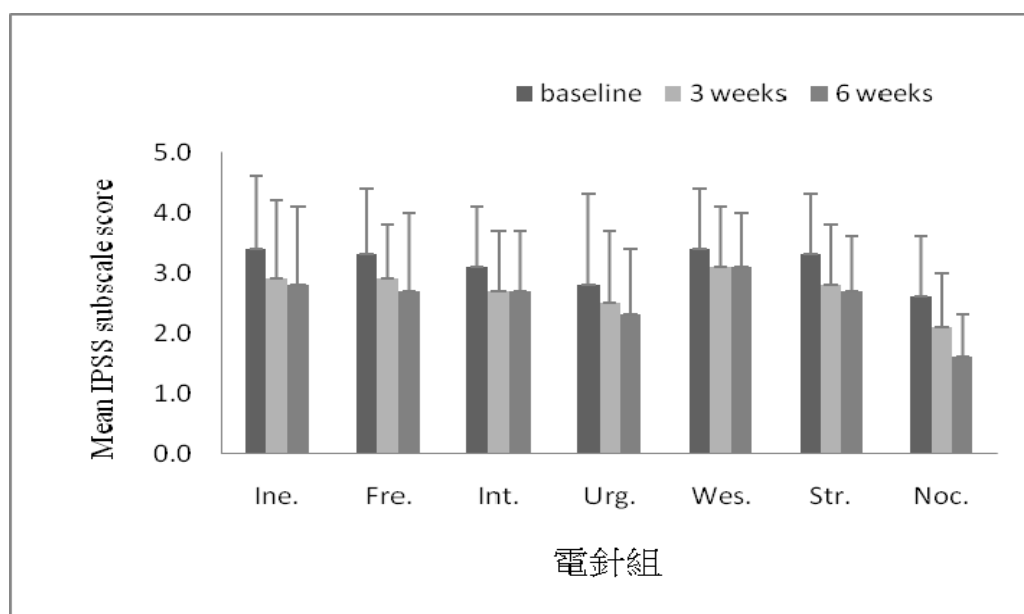 baseline 3 weeks 6 weeks
Mean IPSS subscale score
5.0
4.0
3.0
2.0
1.0
0.0
Ine. Fre. Int. Urg. Wes. Str. Noc.
電針組